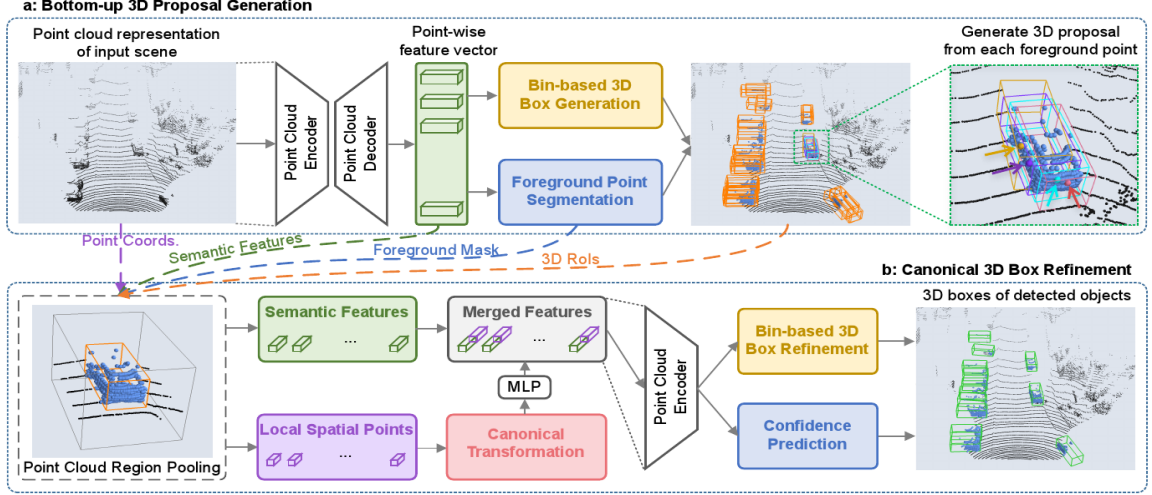 a: Bottom-up 3D Proposal Generation
Point cloud representation
of input scene
Point-wise
feature vector
Generate 3D proposal
from each foreground point
Point Cloud
Encoder
Point Cloud
Decoder
Bin-based 3D
Box Generation
Foreground Point
Segmentation
Point Coords.
Semantic Features
Foreground Mask
3D RoIs
b: Canonical 3D Box Refinement
Semantic Features
...
Merged Features
...
MLP
Local Spatial Points
...
Canonical
Transformation
Point Cloud Region Pooling
Point Cloud
Encoder
Bin-based 3D
Box Refinement
Confidence
Prediction
3D boxes of detected objects